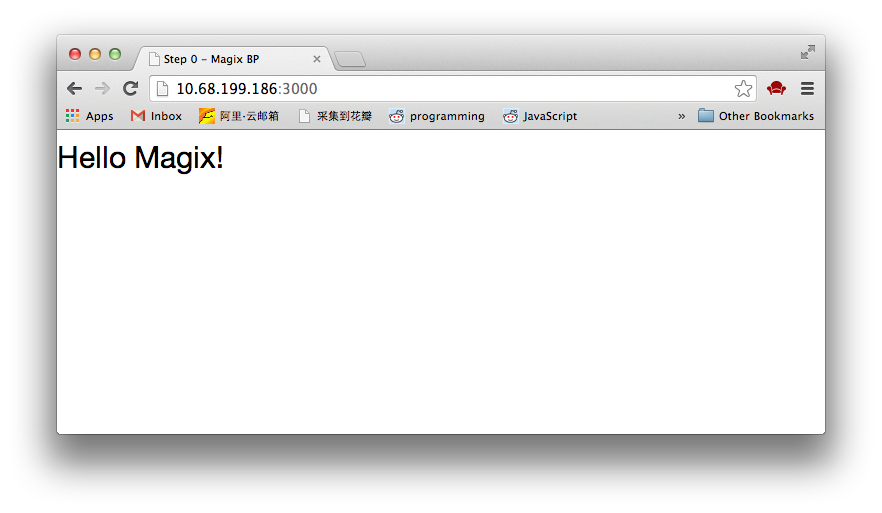 Step 0 – Magix BP
10.68.199.186:3000
Apps Inbox 阿里·云邮箱 采集到花瓣 programming JavaScript » Other Bookmarks
Hello Magix!